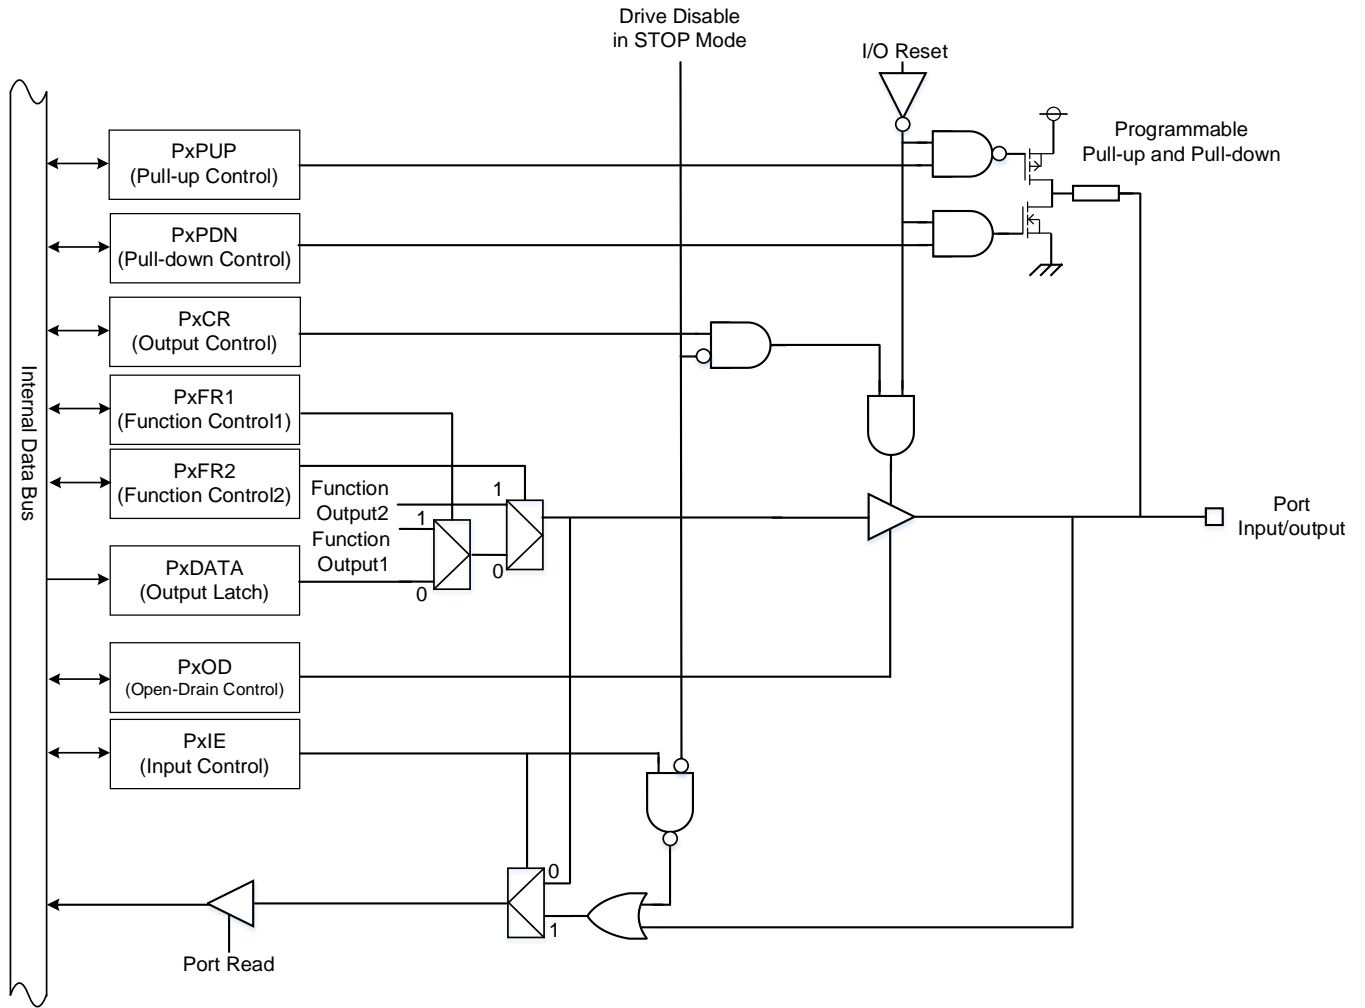 Drive Disable
in STOP Mode
I/O Reset
Programmable
Pull-up and Pull-down
PxPUP
(Pull-up Control)
PxPDN
(Pull-down Control)
PxCR
(Output Control)
Internal Data Bus
PxFR1
(Function Control1)
PxFR2
(Function Control2)
Function
Output2
1
1
Function
Output1
0
0
Port
Input/output
PxDATA
(Output Latch)
PxOD
(Open-Drain Control)
PxIE
(Input Control)
0
1
Port Read